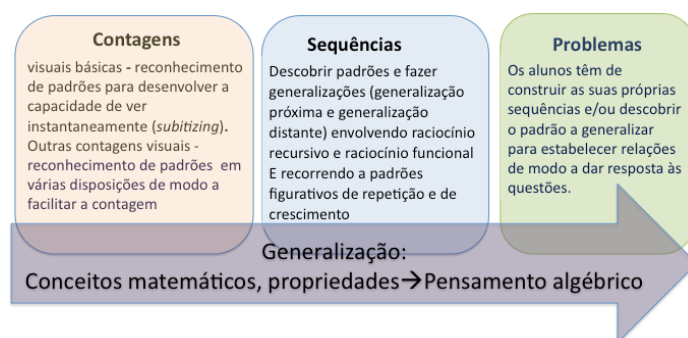 Contagens
visuais básicas - reconhecimento
de padrões para desenvolver a
capacidade de ver
instantaneamente (subitizing).
Outras contagens visuais -
reconhecimento de padrões em
várias disposições de modo a
facilitar a contagem
Sequências
Descobrir padrões e fazer
generalizações (generalização
próxima e generalização
distante) envolvendo raciocínio
recursivo e raciocínio funcional
E recorrendo a padrões
figurativos de repetição e de
crescimento
Problemas
Os alunos têm de
construir as suas próprias
sequências e/ou descobrir
o padrão a generalizar
para estabelecer relações
de modo a dar resposta às
questões.
Generalização:
Conceitos matemáticos, propriedades→Pensamento algébrico